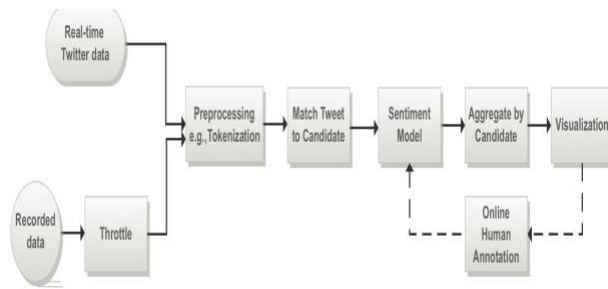 Real-time
Twitter data
Preprocessing
e.g.,Tokenization
Match Tweet
to Candidate
Sentiment
Model
Aggregate by
Candidate
Visualization
Recorded
data
Throttle
Online
Human
Annotation